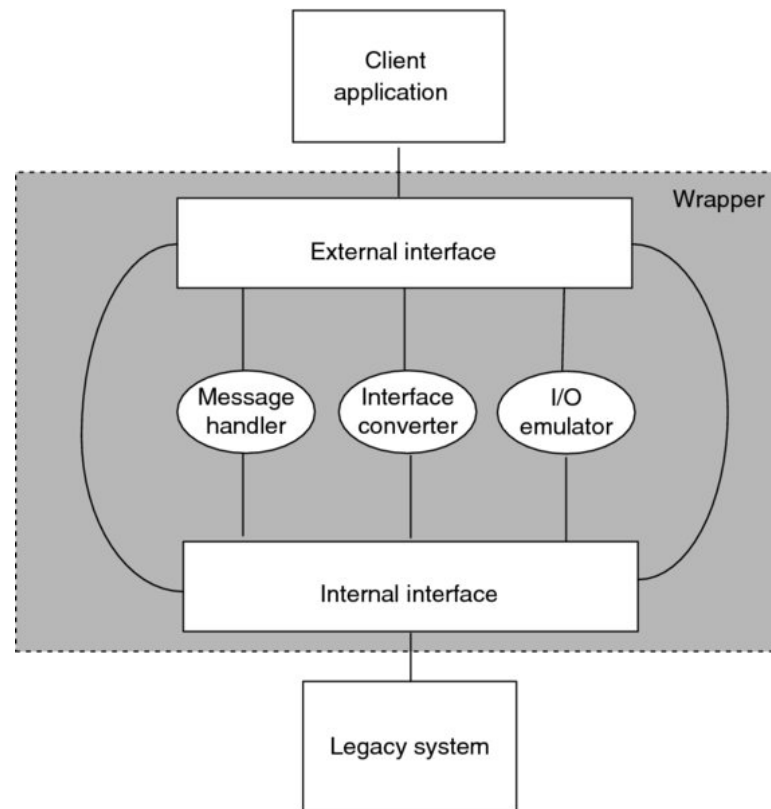 Client
application
Wrapper
External interface
Message
handler
Interface
converter
I/O
emulator
Internal interface
Legacy system